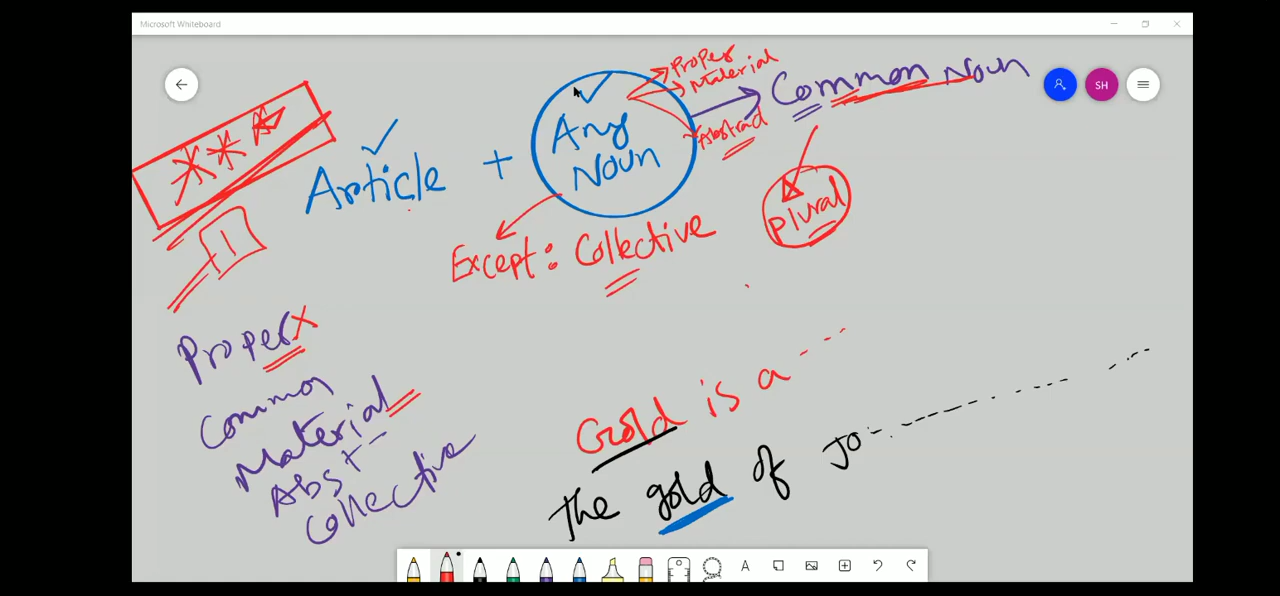 Microsoft Whiteboard
SH
***
Article + Any Noun
Proper
Material
Abstract
Common Noun
plural
Except: Collective
Proper x
Common
Material
Abst
Collective
Gold is a ---
The gold of Jo------
A